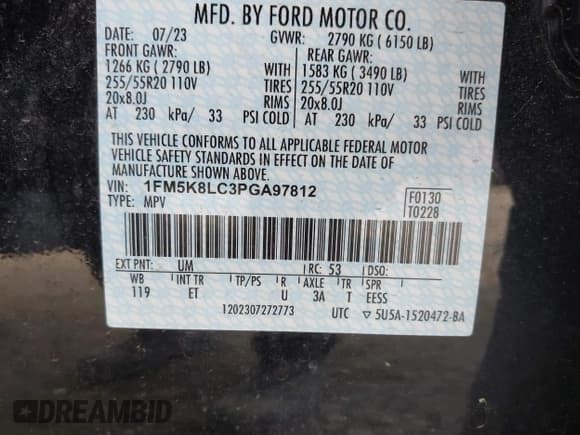 MFD. BY FORD MOTOR CO.
DATE: 07/23 GVWR: 2790 KG ( 6150 LB)
FRONT GAWR: REAR GAWR:
1266 KG ( 2790 LB) WITH 1583 KG ( 3490 LB) WITH
255/55R20 110V TIRES 255/55R20 110V TIRES
20x8.0J RIMS 20x8.0J RIMS
AT 230 kPa/ 33 PSI COLD AT 230 kPa/ 33 PSI COLD
THIS VEHICLE CONFORMS TO ALL APPLICABLE FEDERAL MOTOR
VEHICLE SAFETY STANDARDS IN EFFECT ON THE DATE OF
MANUFACTURE SHOWN ABOVE.
VIN: 1FM5K8LC3PGA97812 F0130
TYPE: MPV T0228
EXT PNT: UM RC: 53 DSO:
WB INT TR TP/PS R AXLE TR SPR
119 ET U 3A T EESS
1202307272773 UTC ▽ 5U5A-1520472-BA
DREAMBID